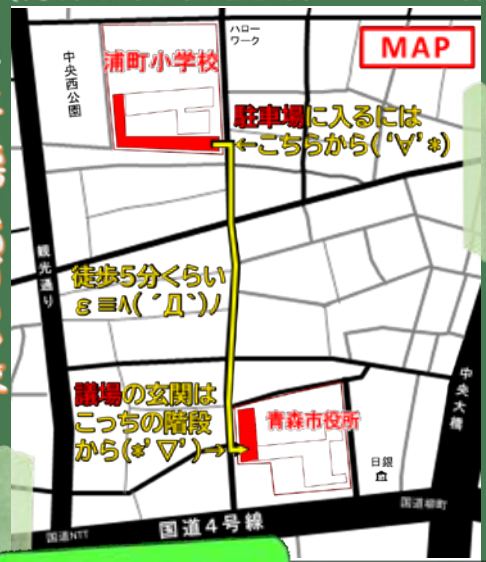 ハロー
ワーク
MAP
中央西公園
浦町小学校
駐車場に入るには
←こちらから( '∀' *)
観光通り
徒歩5分くらい
ε≡ﾍ( ´Д`)ﾉ
中央大橋
議場の玄関は
こっちの階段
から(*' ∇' )→
青森市役所
日銀
国道柳町
国道4号線
国道NTT